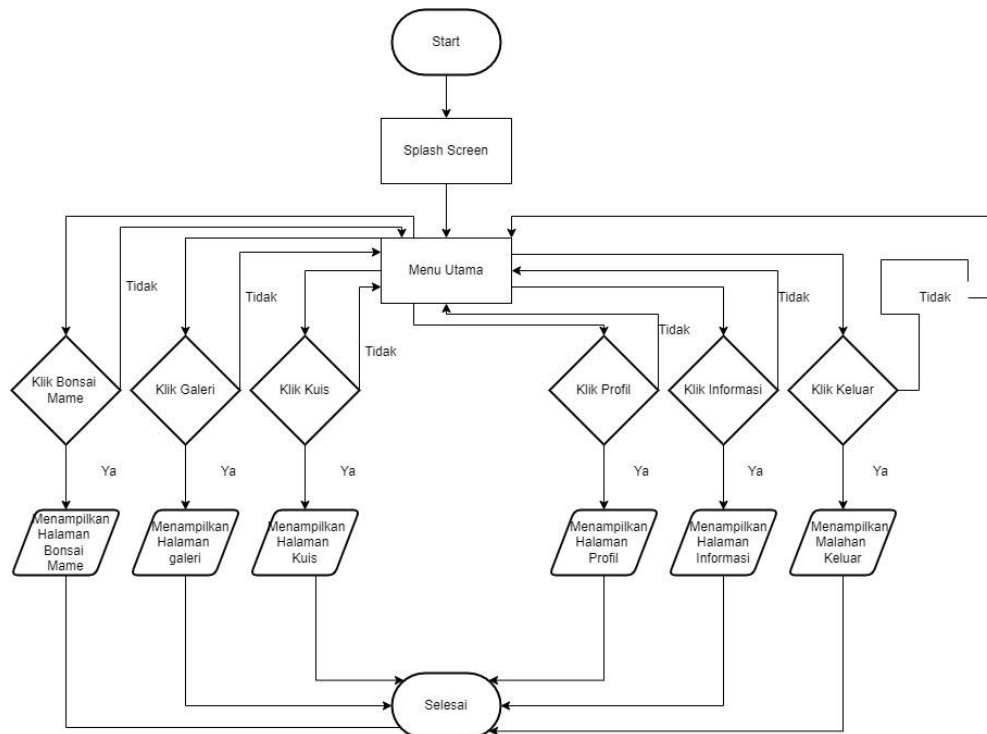 Start
Splash Screen
Menu Utama
Tidak
Tidak
Tidak
Tidak
Tidak
Tidak
Klik Bonsai
Mame
Klik Galeri
Klik Kuis
Klik Profil
Klik Informasi
Klik Keluar
Ya
Ya
Ya
Ya
Ya
Ya
Menampilkan
Halaman
Bonsai
Mame
Menampilkan
Halaman
galeri
Menampilkan
Halaman
Kuis
Menampilkan
Halaman
Profil
Menampilkan
Halaman
Informasi
Menampilkan
Malahan
Keluar
Selesai